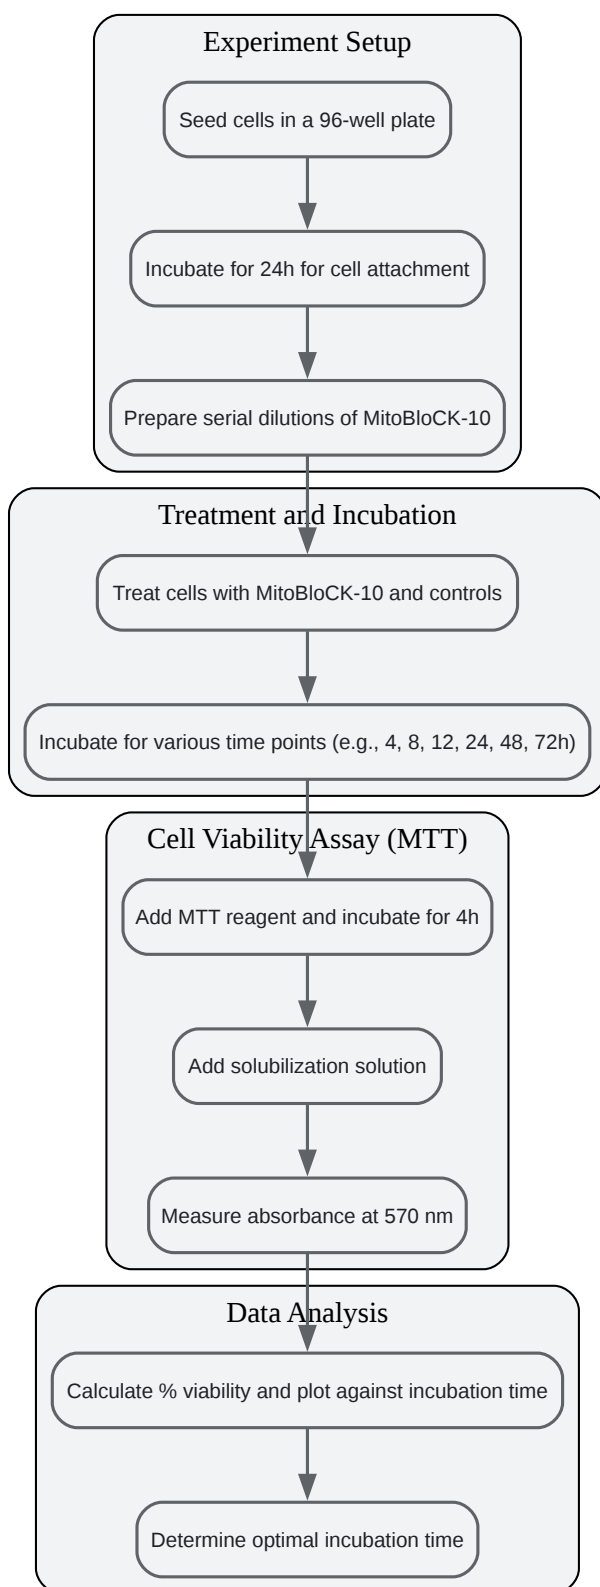 Experiment Setup
Seed cells in a 96-well plate
Incubate for 24h for cell attachment
Prepare serial dilutions of MitoBloCK-10
Treatment and Incubation
Treat cells with MitoBloCK-10 and controls
Incubate for various time points (e.g., 4, 8, 12, 24, 48, 72h)
Cell Viability Assay (MTT)
Add MTT reagent and incubate for 4h
Add solubilization solution
Measure absorbance at 570 nm
Data Analysis
Calculate % viability and plot against incubation time
Determine optimal incubation time